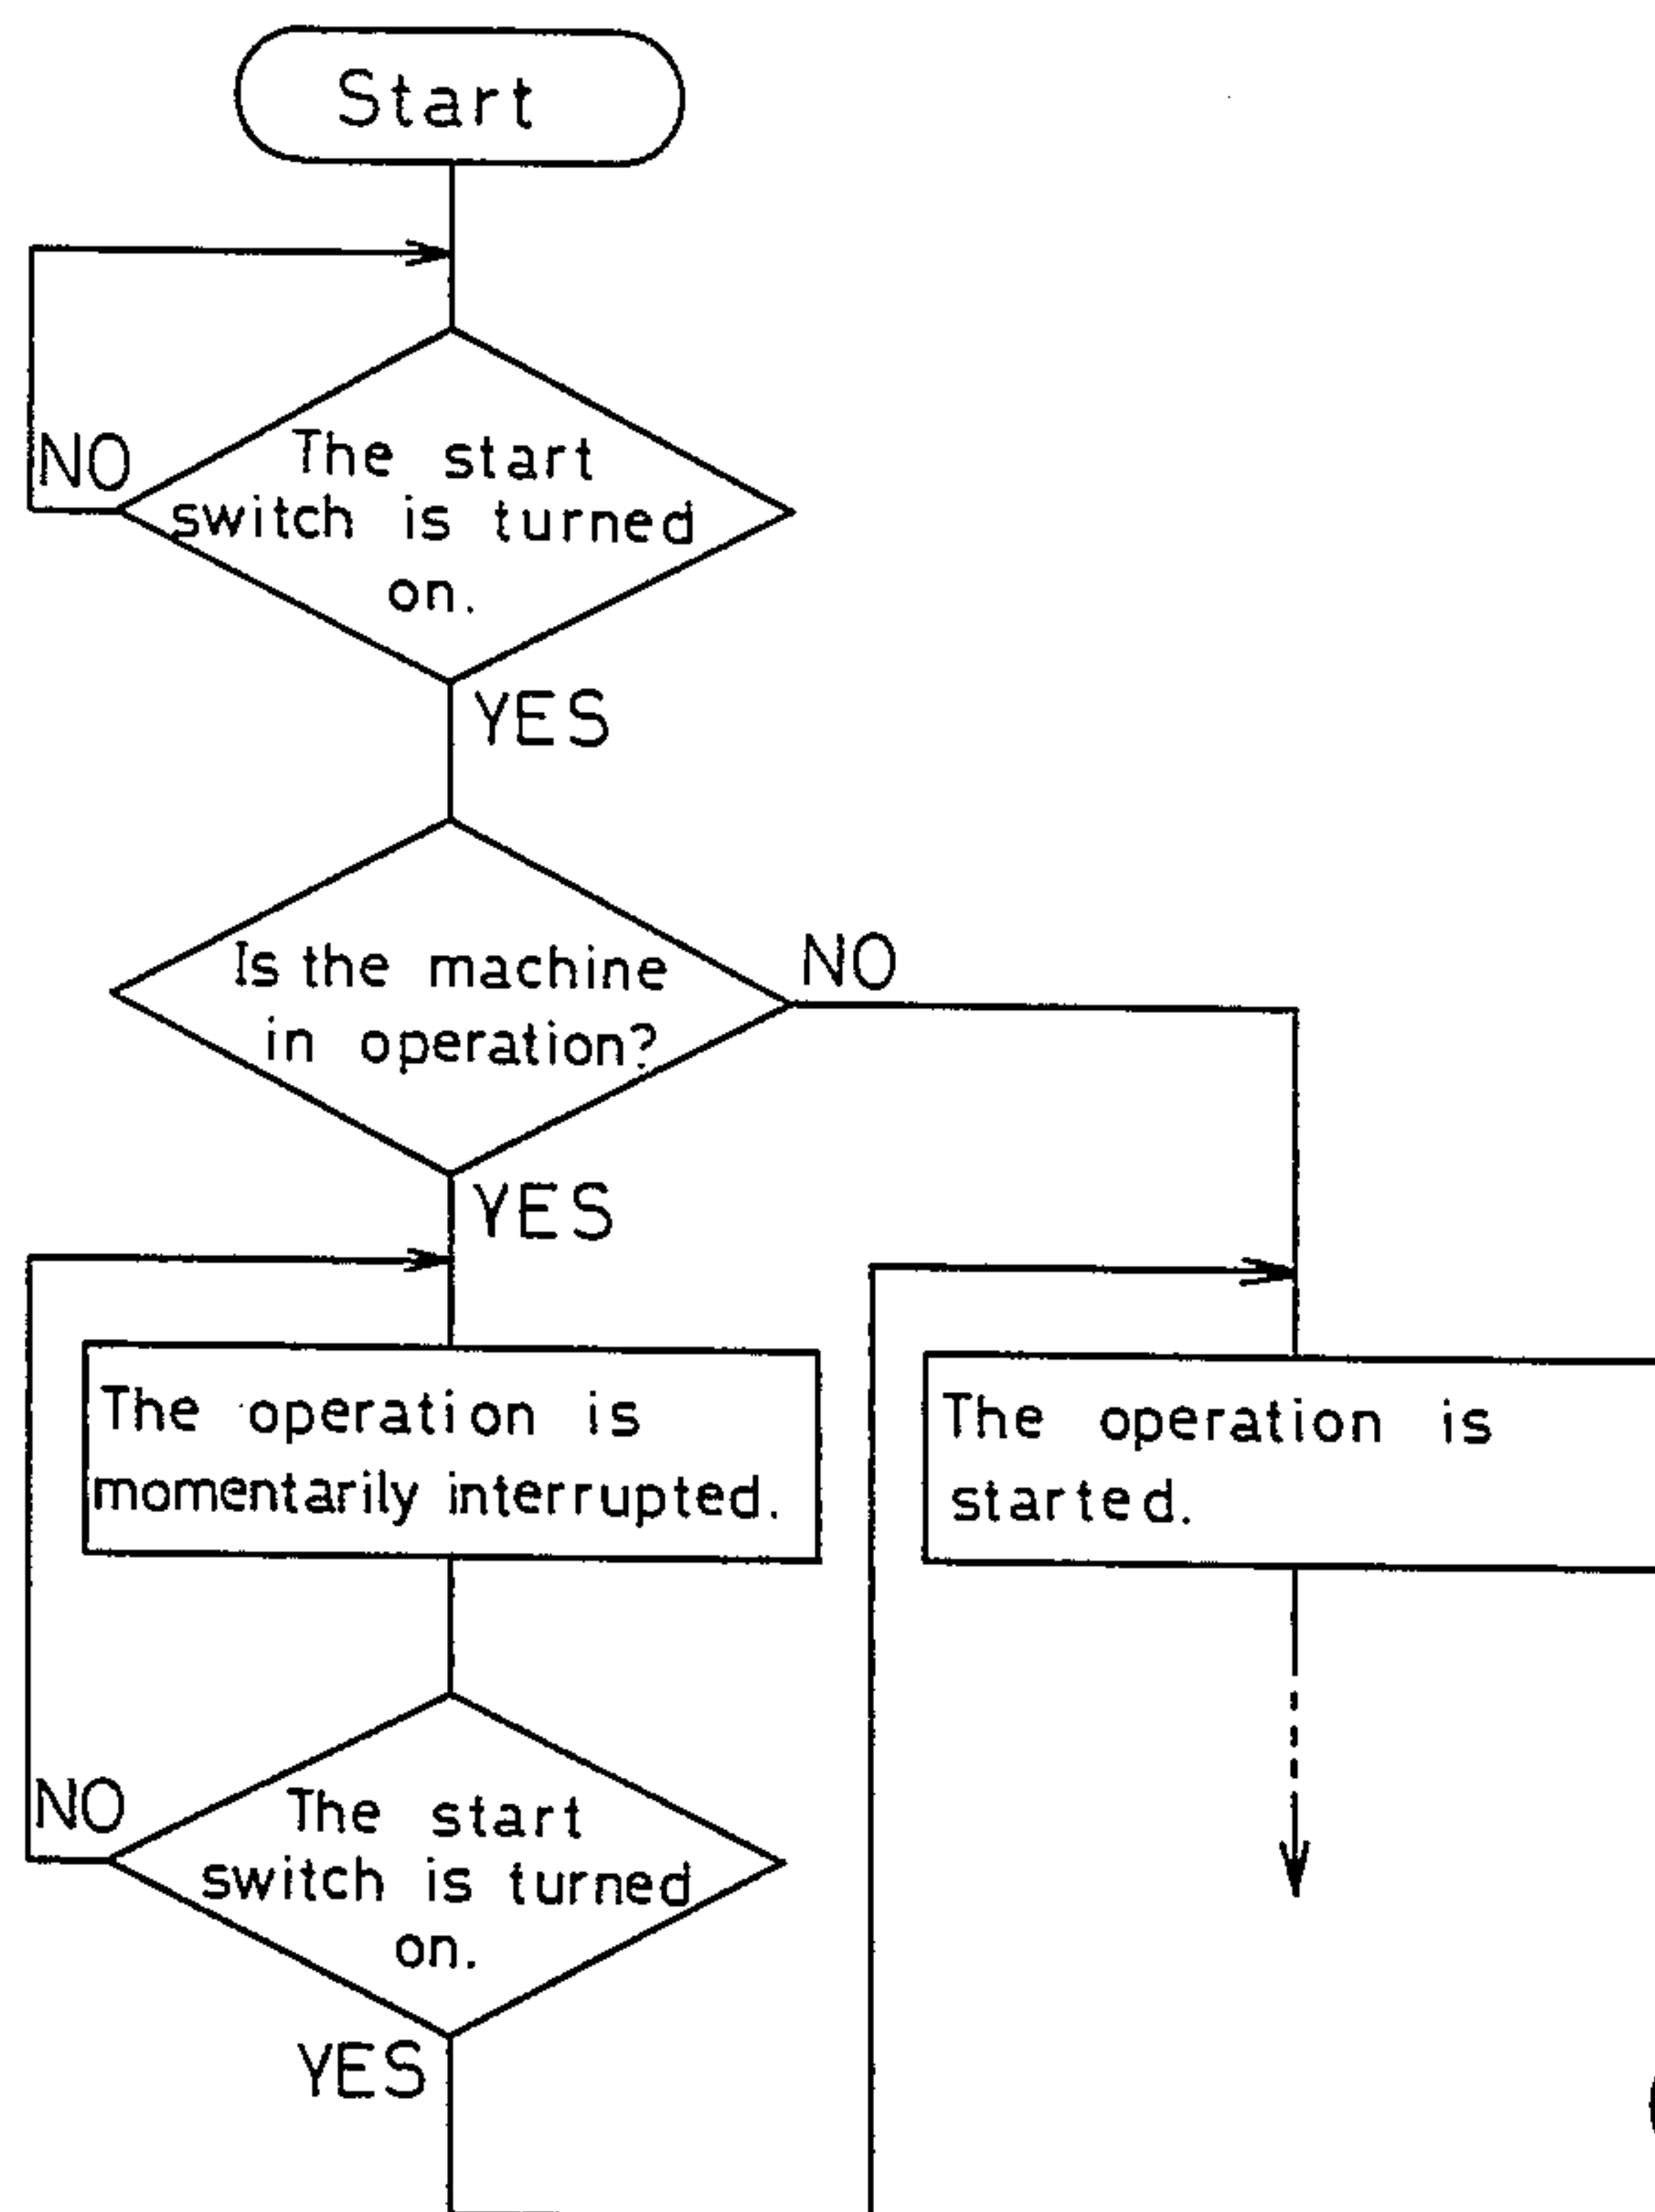 Start
NO
The start
switch is turned
on.
YES
Is the machine
in operation?
NO
YES
The operation is
momentarily interrupted.
The operation is
started.
NO
The start
switch is turned
on.
YES